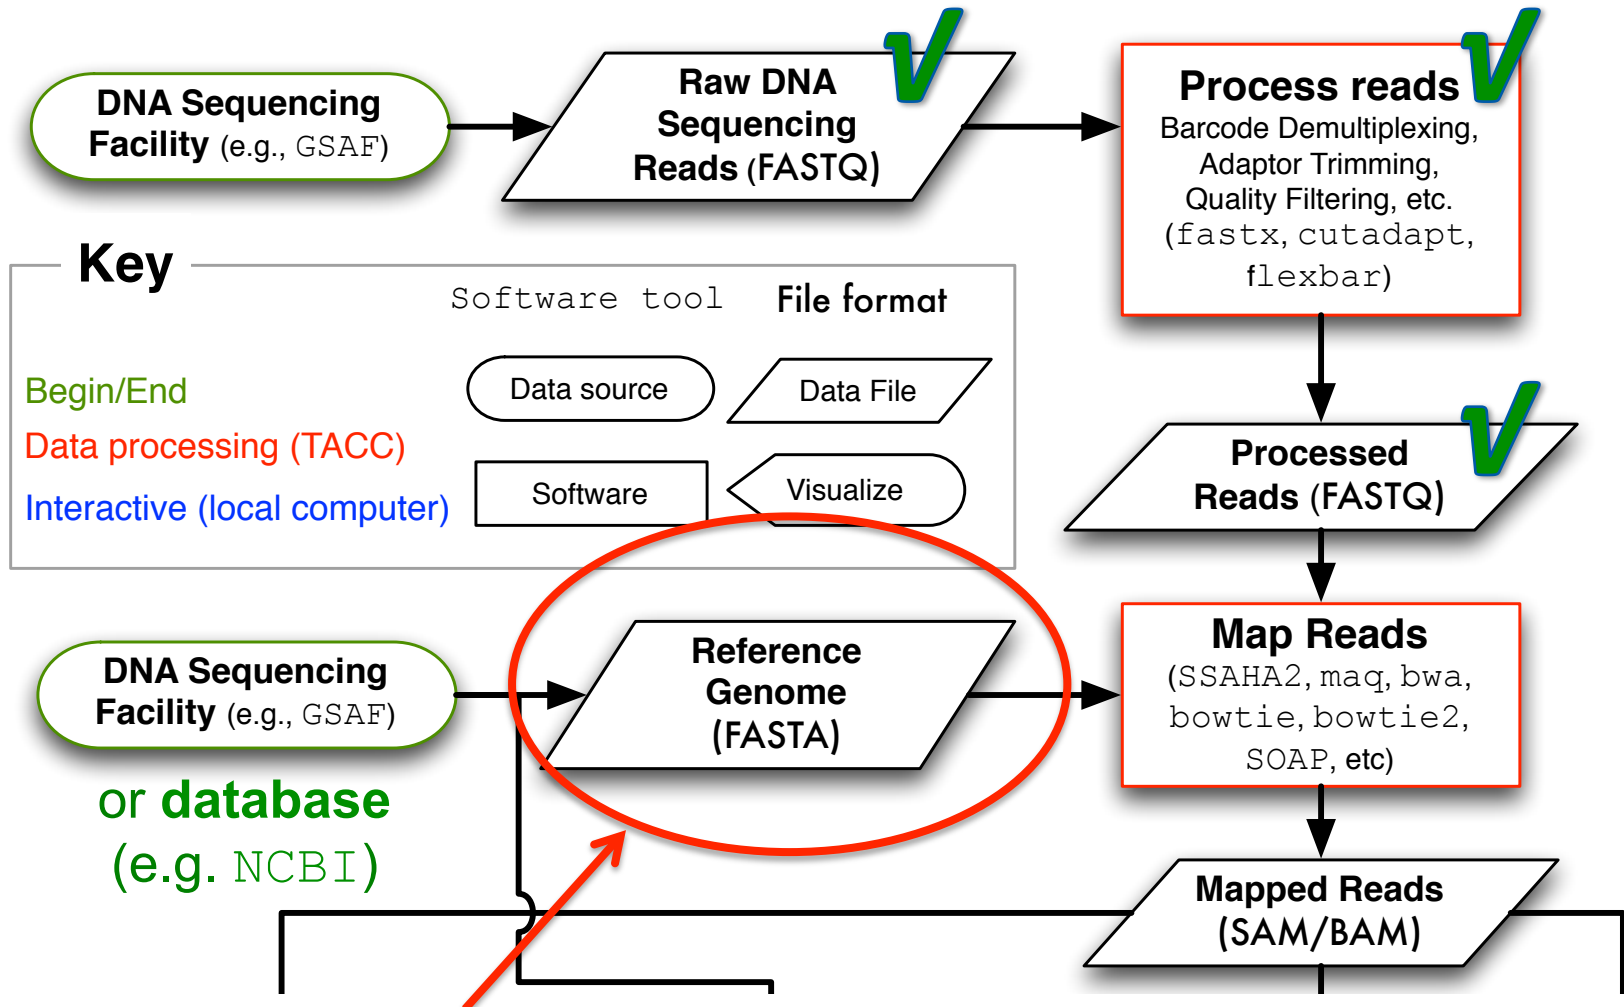 DNA Sequencing
Facility (e.g., GSAF)
Raw DNA
Sequencing
Reads (FASTQ)
Process reads
Barcode Demultiplexing,
Adaptor Trimming,
Quality Filtering, etc.
(fastx, cutadapt,
flexbar)
Key
Software tool
File format
Begin/End
Data source
Data File
Data processing (TACC)
Interactive (local computer)
Software
Visualize
Processed
Reads (FASTQ)
DNA Sequencing
Facility (e.g., GSAF)
or database
(e.g. NCBI)
Reference
Genome
(FASTA)
Map Reads
(SSAHA2, maq, bwa,
bowtie, bowtie2,
SOAP, etc)
Mapped Reads
(SAM/BAM)